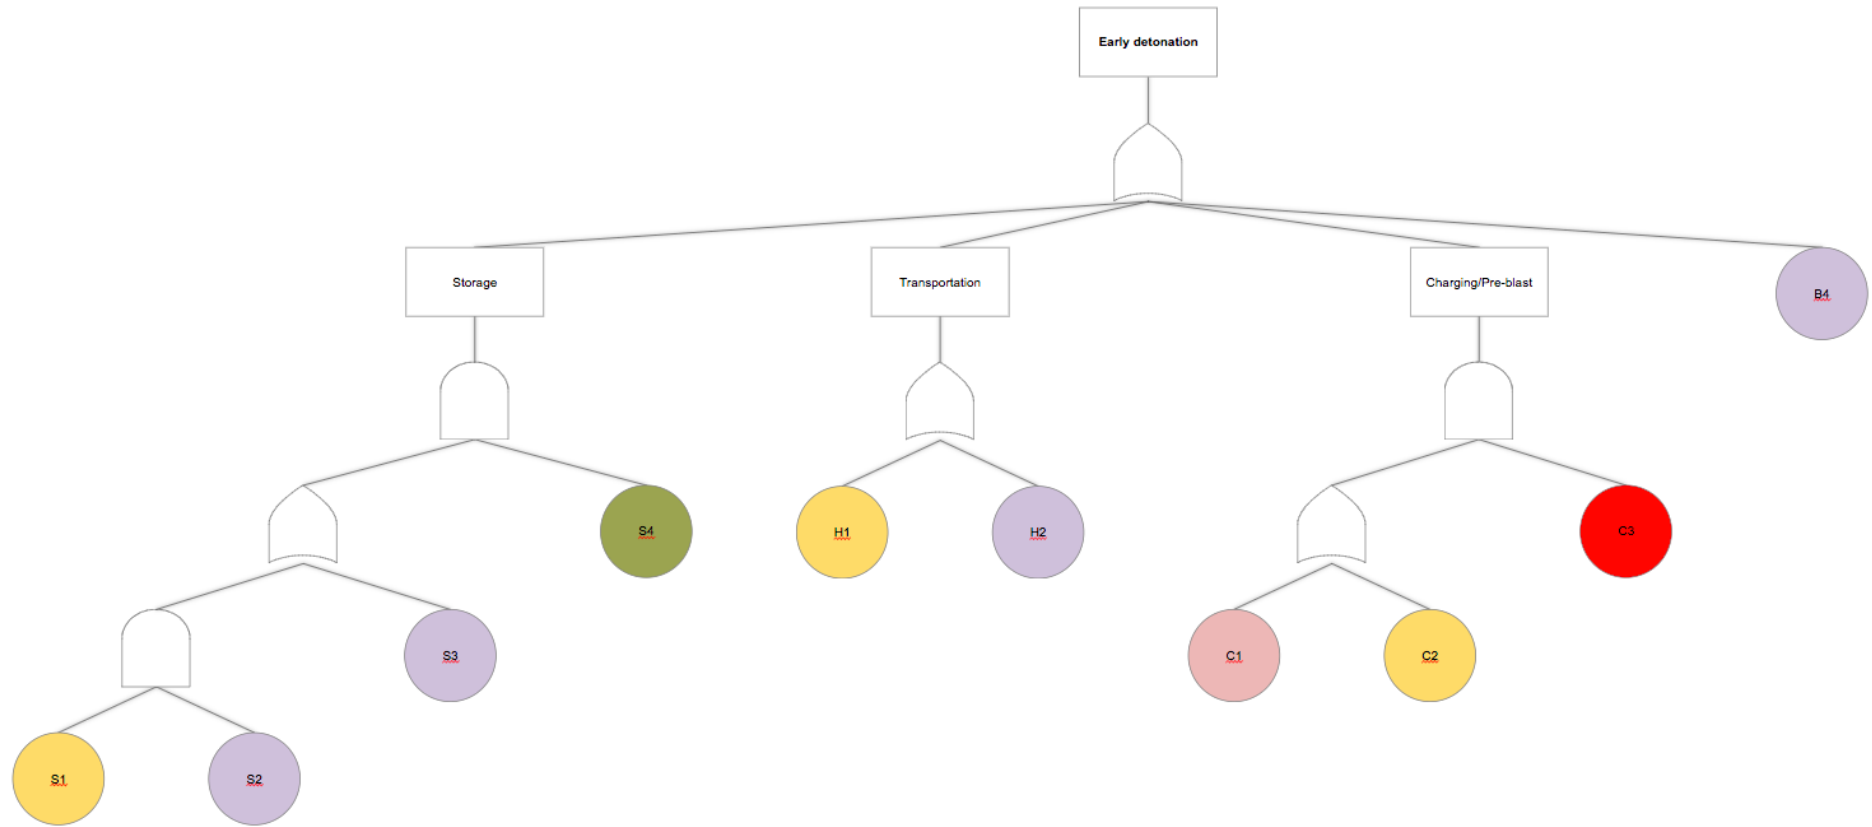 Early detonation
Storage
Transportation
Charging/Pre-blast
B4
S4
H1
H2
C3
S3
C1
C2
S1
S2